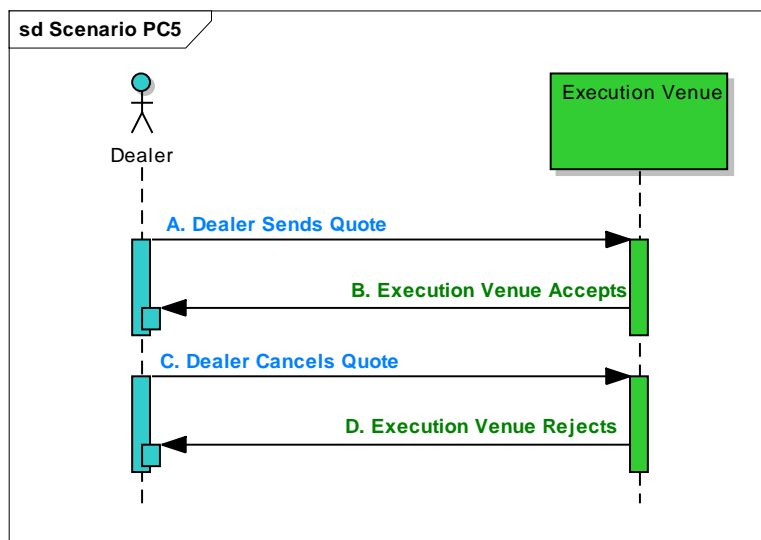 sd Scenario PC5
Execution Venue
Dealer
A. Dealer Sends Quote
B. Execution Venue Accepts
C. Dealer Cancels Quote
D. Execution Venue Rejects